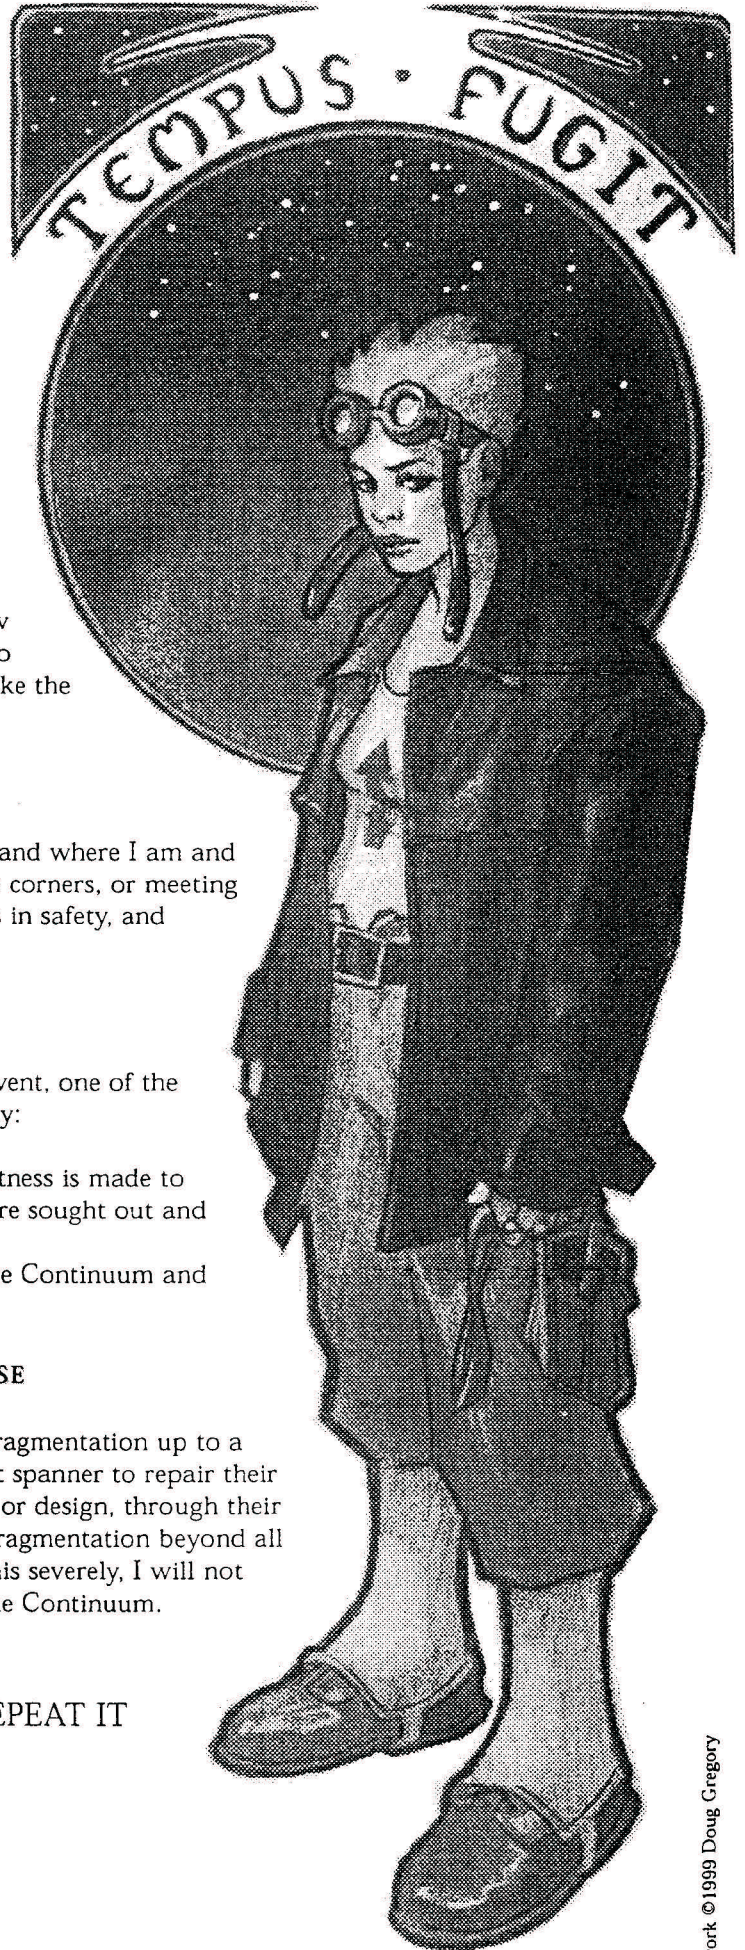 TEMPUS · FUGIT
ke the
and where I am and
corners, or meeting
in safety, and
vent, one of the
y:
tness is made to
re sought out and
e Continuum and
SE
ragmentation up to a
t spanner to repair their
or design, through their
ragmentation beyond all
is severely, I will not
e Continuum.
EPEAT IT
ork ©1999 Doug Gregory